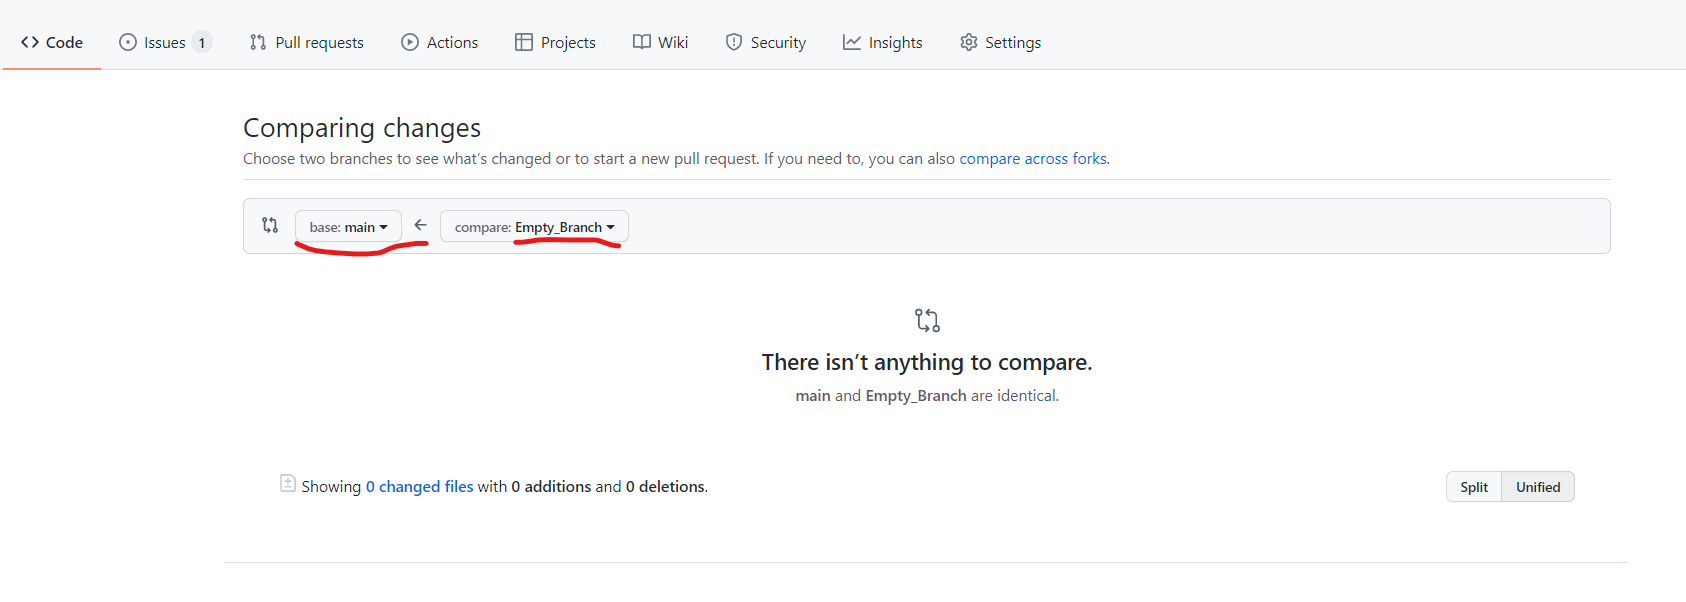 Code Issues 1 Pull requests Actions Projects Wiki Security Insights Settings
Comparing changes
Choose two branches to see what's changed or to start a new pull request. If you need to, you can also compare across forks.
base: main compare: Empty_Branch
There isn't anything to compare.
main and Empty_Branch are identical.
Showing 0 changed files with 0 additions and 0 deletions.
Split Unified